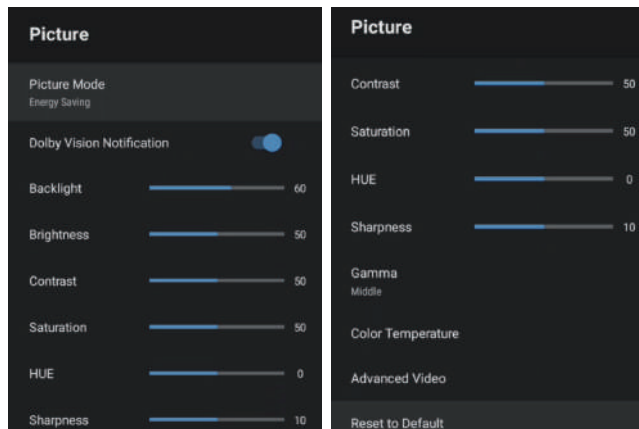 Picture
Picture Mode
Energy Saving
Dolby Vision Notification
Backlight 60
Brightness 50
Contrast 50
Saturation 50
HUE 0
Sharpness 10
Picture
Contrast 50
Saturation 50
HUE 0
Sharpness 10
Gamma
Middle
Color Temperature
Advanced Video
Reset to Default